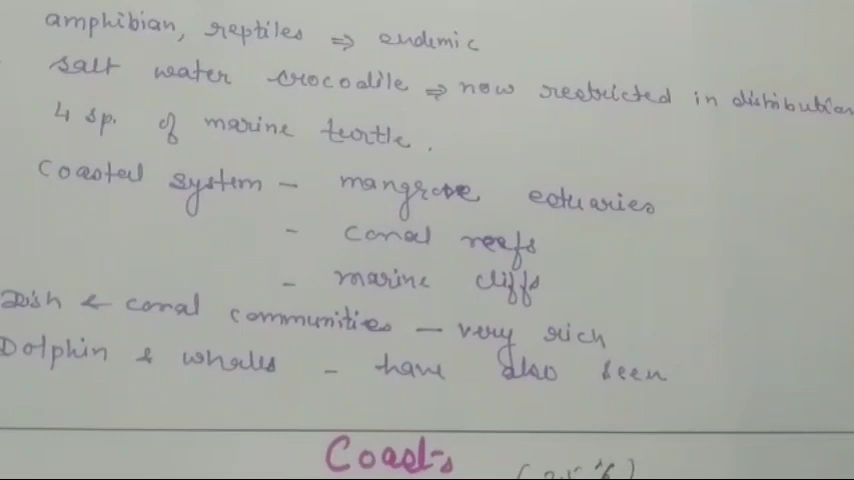 amphibian, reptiles ⇒ endemic
salt water crocodile ⇒ now restricted in distribution
4 sp. of marine turtle.
Coastal system – mangrove estuaries
- coral reefs
- marine cliffs
Fish & coral communities – very rich
Dolphin & whales – have also seen
Coasts